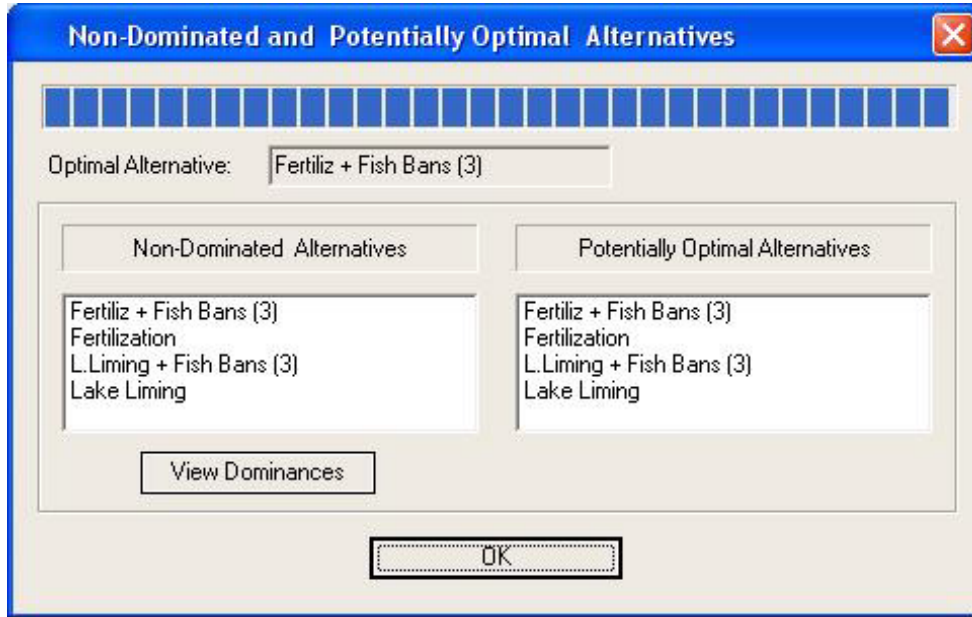 Non-Dominated and Potentially Optimal Alternatives
Optimal Alternative: Fertiliz + Fish Bans (3)
Non-Dominated Alternatives
Fertiliz + Fish Bans (3)
Fertilization
L.Liming + Fish Bans (3)
Lake Liming
View Dominances
Potentially Optimal Alternatives
Fertiliz + Fish Bans (3)
Fertilization
L.Liming + Fish Bans (3)
Lake Liming
OK